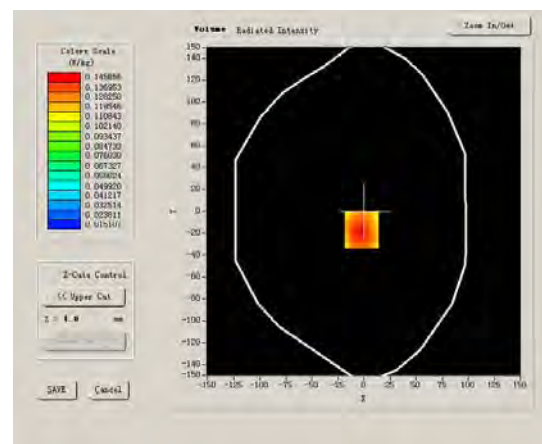 Volume Radiated Intensity
Zoom In/Out
Colors Scale
(W/kg)
0.145656
0.136953
0.128250
0.119546
0.110843
0.102140
0.093437
0.084733
0.076030
0.067327
0.049920
0.041217
0.032514
0.023811
Z-Cuts Control
<< Upper Cut
Z = 4.0 mm
SAVE
Cancel
150
140
120
100
80
60
40
20
0
-20
-40
-60
-80
-100
-120
-140
-150
Y
-150 -125 -100 -75 -50 -25 0 25 50 75 100 125 150
X